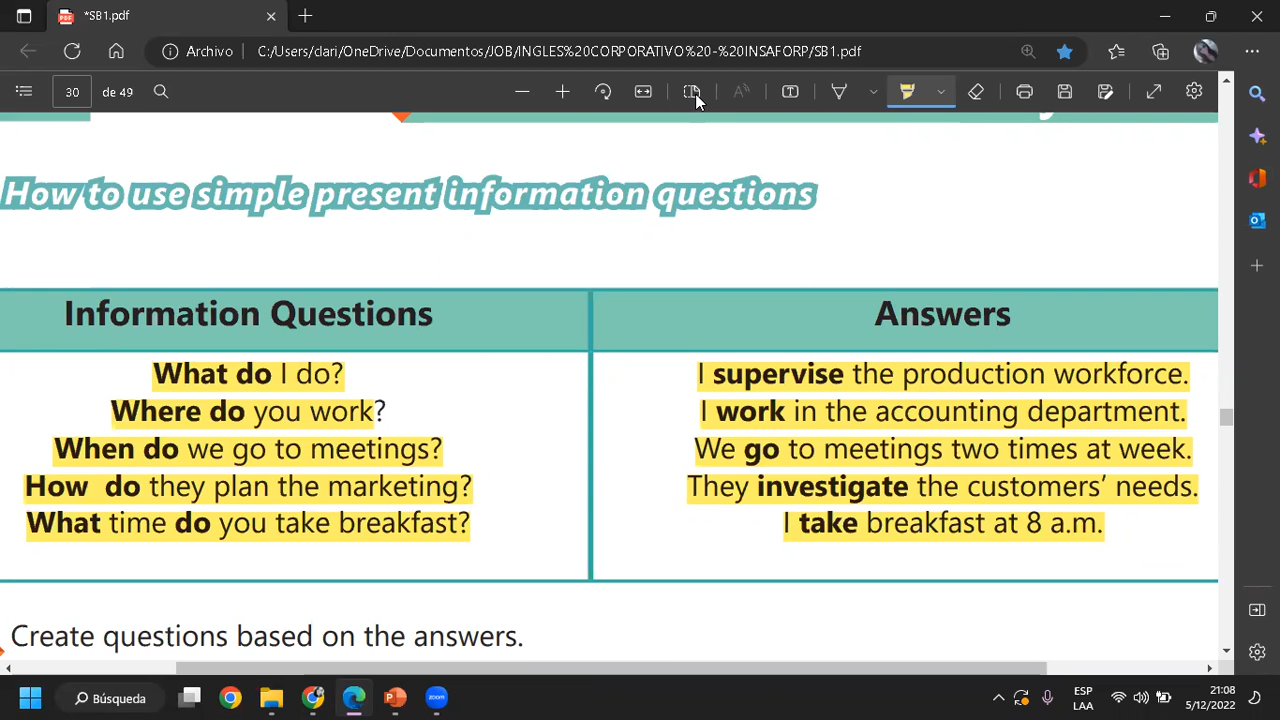 *SB1.pdf
Archivo
C:/Users/clari/OneDrive/Documentos/JOB/INGLES%20CORPORATIVO%20-%20INSAFORP/SB1.pdf
30 de 49
How to use simple present information questions
Information Questions
Answers
What do I do?
I supervise the production workforce.
Where do you work?
I work in the accounting department.
When do we go to meetings?
We go to meetings two times at week.
How do they plan the marketing?
They investigate the customers’ needs.
What time do you take breakfast?
I take breakfast at 8 a.m.
Create questions based on the answers.
Búsqueda
zoom
ESP
LAA
21:08
5/12/2022